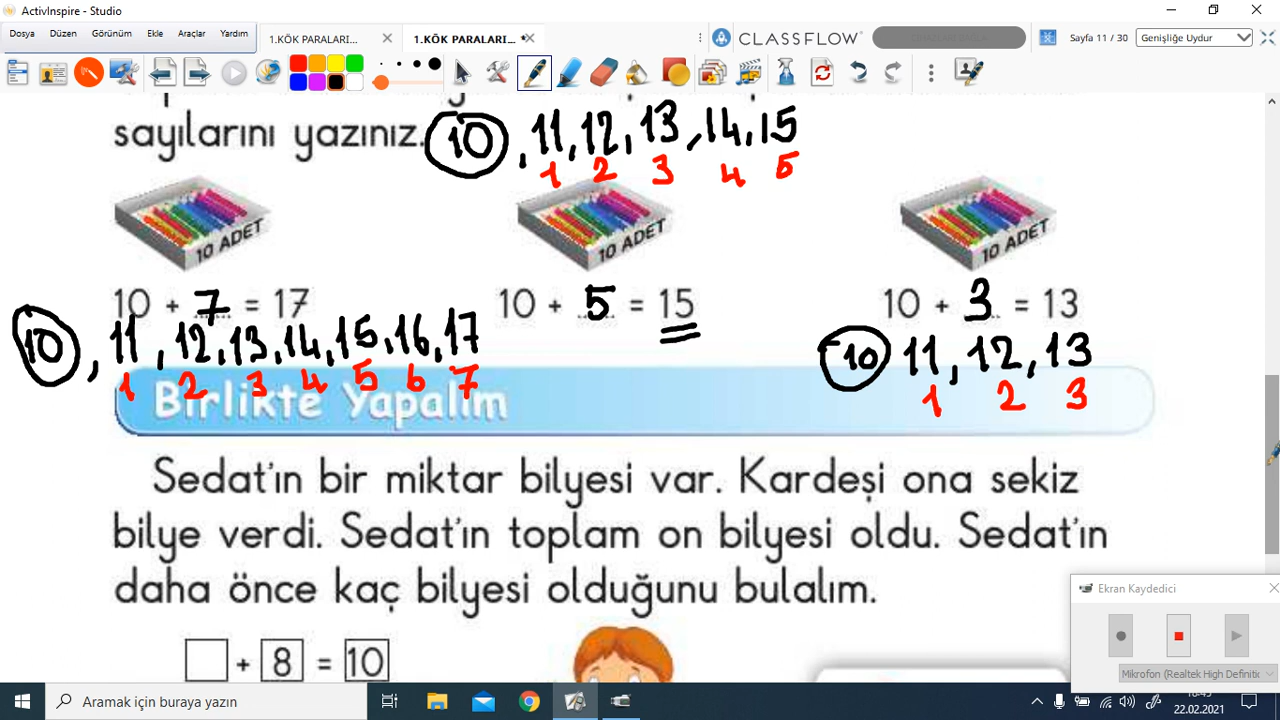 ActivInspire - Studio
Dosya Düzen Görünüm Ekle Araçlar Yardım
1.KÖK PARALARI... 1.KÖK PARALARI... *
CLASSFLOW
Sayfa 11 / 30 Genişliğe Uydur
sayılarını yazınız. 10, 11, 12, 13, 14, 15
1 2 3 4 5
10 ADET 10 ADET 10 ADET
10 + 7 = 17 10 + 5 = 15 10 + 3 = 13
10, 11, 12, 13, 14, 15, 16, 17 10 11, 12, 13
1 2 3 4 5 6 7 1 2 3
Birlikte Yapalım
Sedat'ın bir miktar bilyesi var. Kardeşi ona sekiz
bilye verdi. Sedat'ın toplam on bilyesi oldu. Sedat'ın
daha önce kaç bilyesi olduğunu bulalım.
+ 8 = 10
Ekran Kaydedici
Mikrofon (Realtek High Definitic
Aramak için buraya yazın
22.02.2021